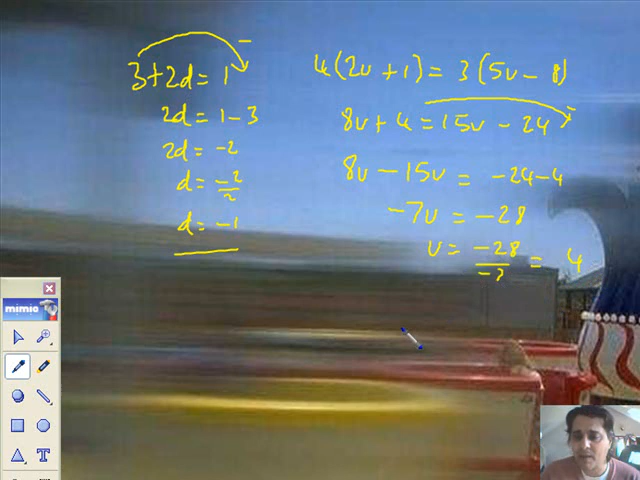 3+2d=1
2d=1-3
2d=-2
d=-2/2
d=-1
4(2v+1)=3(5v-8)
8v+4=15v-24
8v-15v=-24-4
-7v=-28
v=-28/-7=4
mimio
T